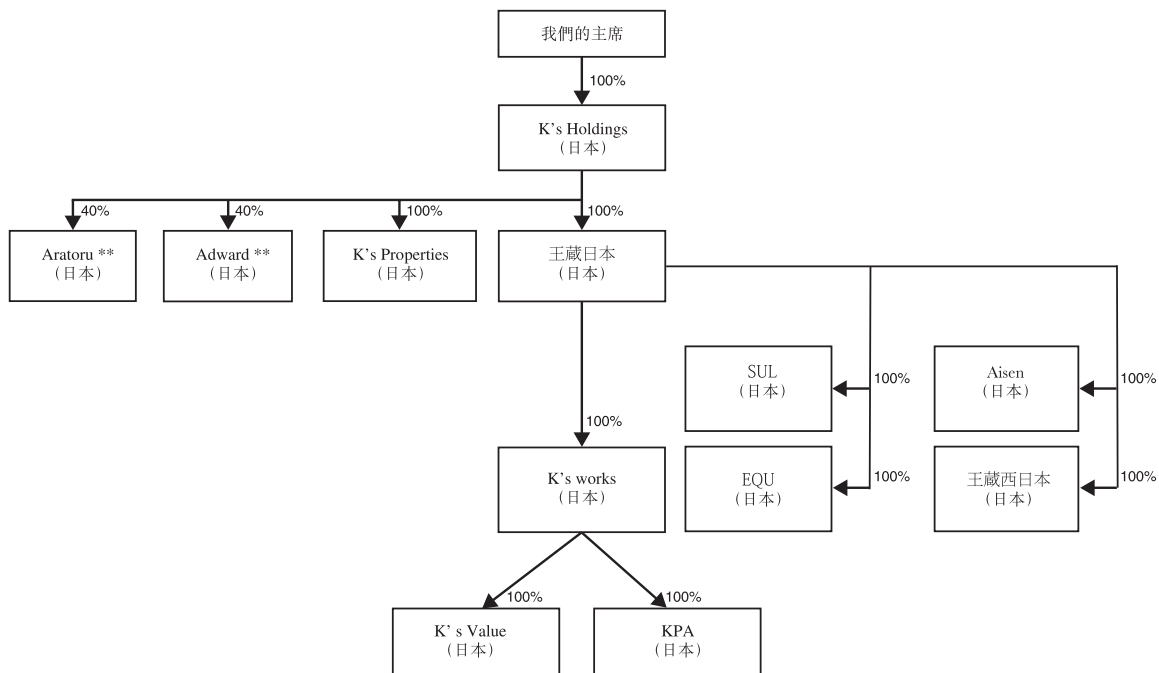 我們的主席
100%
K’s Holdings
（日本）
40%
40%
100%
100%
Aratoru **
（日本）
Adward **
（日本）
K’s Properties
（日本）
王蔵日本
（日本）
SUL
（日本）
100%
Aisen
（日本）
100%
100%
K’s works
（日本）
EQU
（日本）
100%
王蔵西日本
（日本）
100%
100%
100%
K’ s Value
（日本）
KPA
（日本）